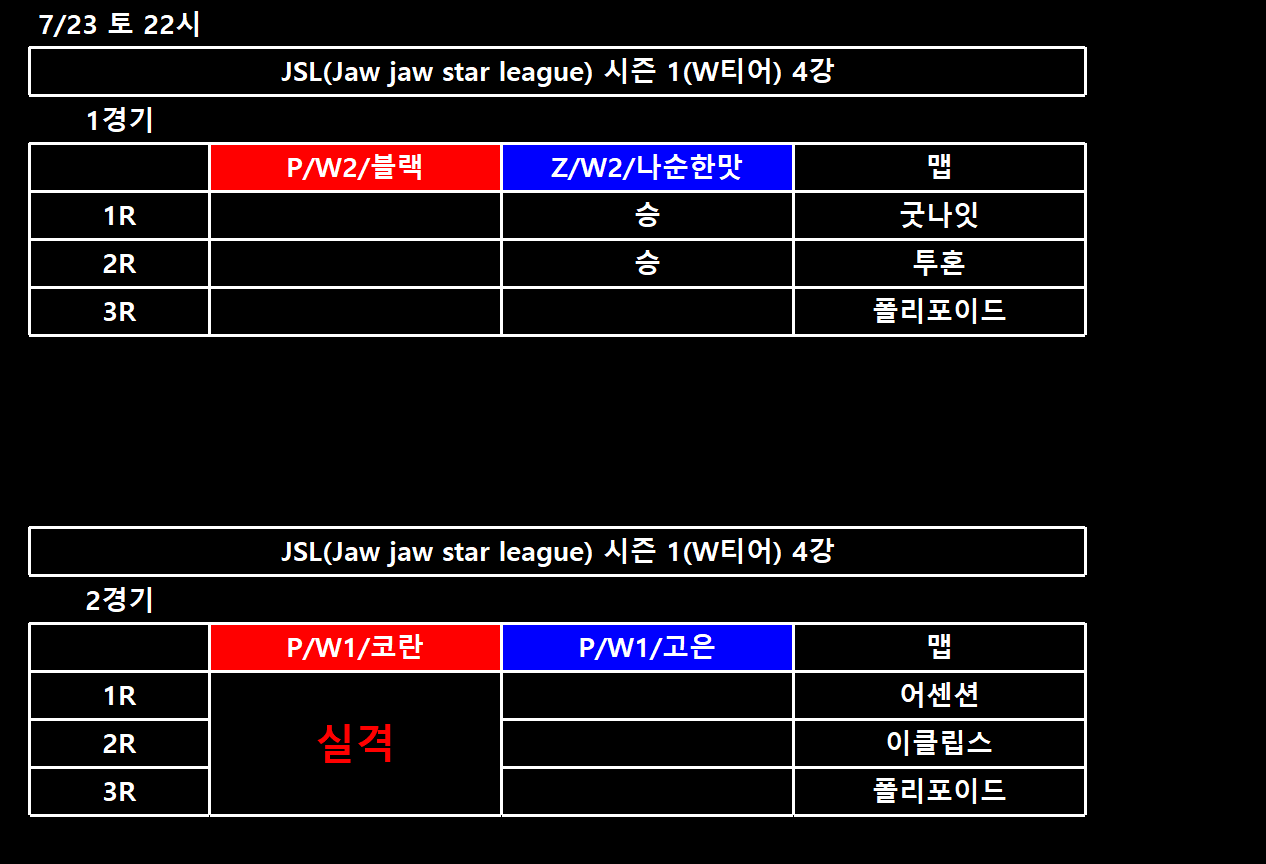 7/23 토 22시
JSL(Jaw jaw star league) 시즌 1(W티어) 4강
1경기
P/W2/블랙 Z/W2/나순한맛 맵
1R 승 굿나잇
2R 승 투혼
3R 폴리포이드
JSL(Jaw jaw star league) 시즌 1(W티어) 4강
2경기
P/W1/코란 P/W1/고은 맵
1R 어센션
2R 실격 이클립스
3R 폴리포이드